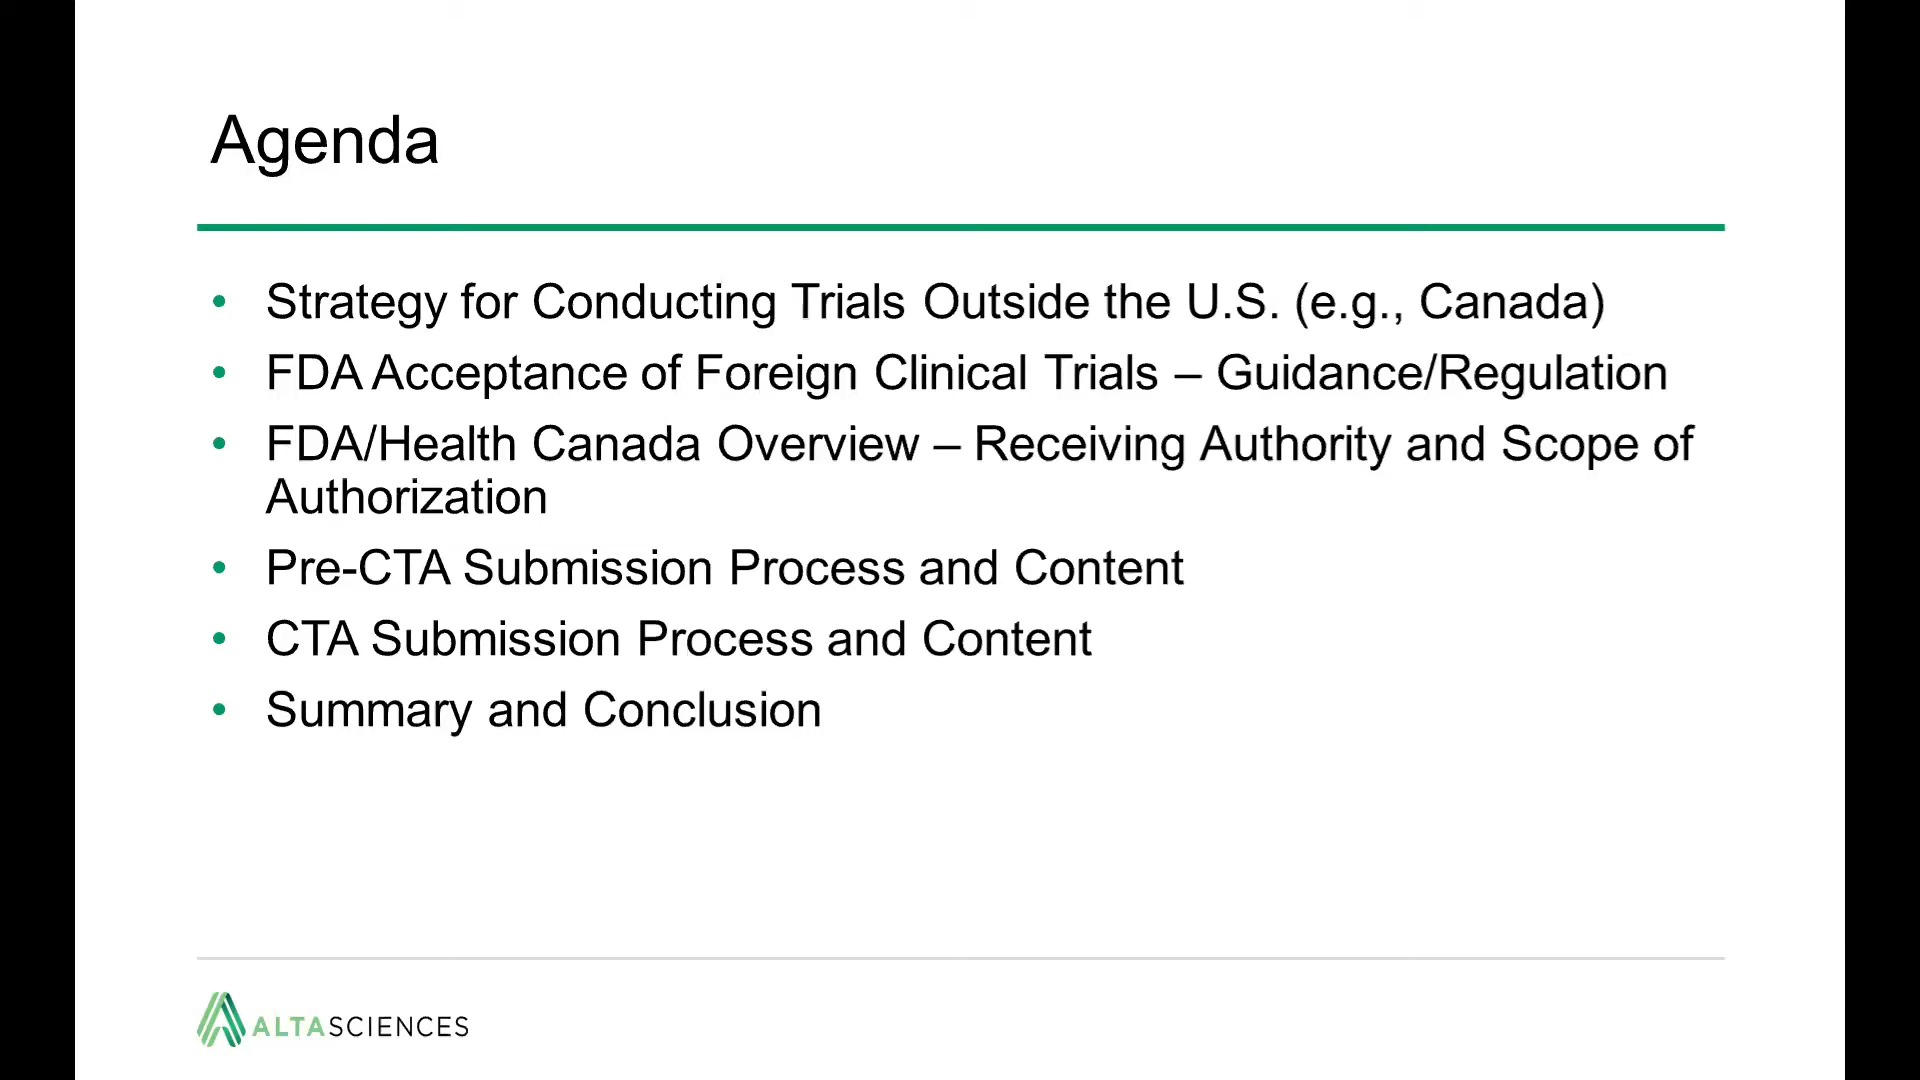 Agenda
• Strategy for Conducting Trials Outside the U.S. (e.g., Canada)
• FDA Acceptance of Foreign Clinical Trials – Guidance/Regulation
• FDA/Health Canada Overview – Receiving Authority and Scope of
Authorization
• Pre-CTA Submission Process and Content
• CTA Submission Process and Content
• Summary and Conclusion
ALTASCIENCES